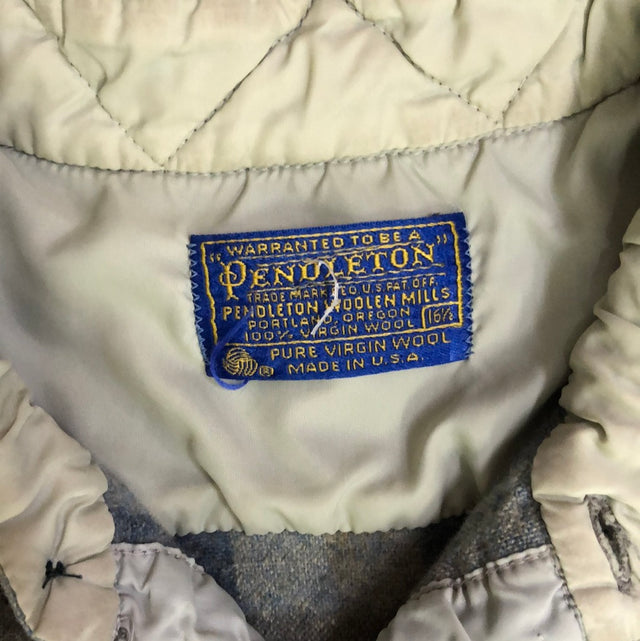 "WARRANTED TO BE A
PENDLETON"
TRADE MARK U.S. PAT. OFF.
PENDLETON WOOLEN MILLS
PORTLAND, OREGON
100% VIRGIN WOOL
16½
PURE VIRGIN WOOL
®
MADE IN U.S.A.